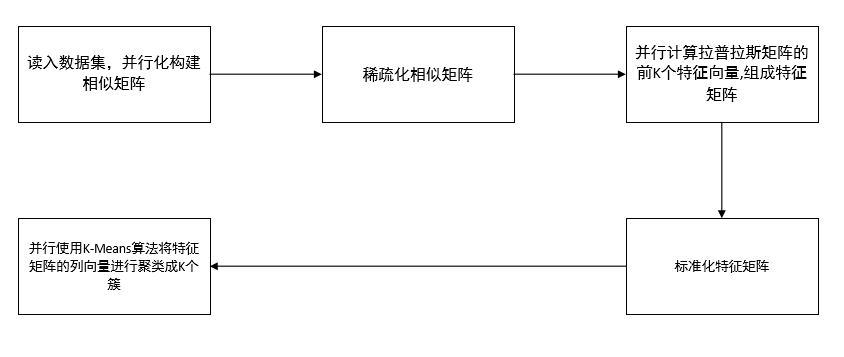 读入数据集，并行化构建
相似矩阵
稀疏化相似矩阵
并行计算拉普拉斯矩阵的
前K个特征向量,组成特征
矩阵
标准化特征矩阵
并行使用K-Means算法将特征
矩阵的列向量进行聚类成K个
簇